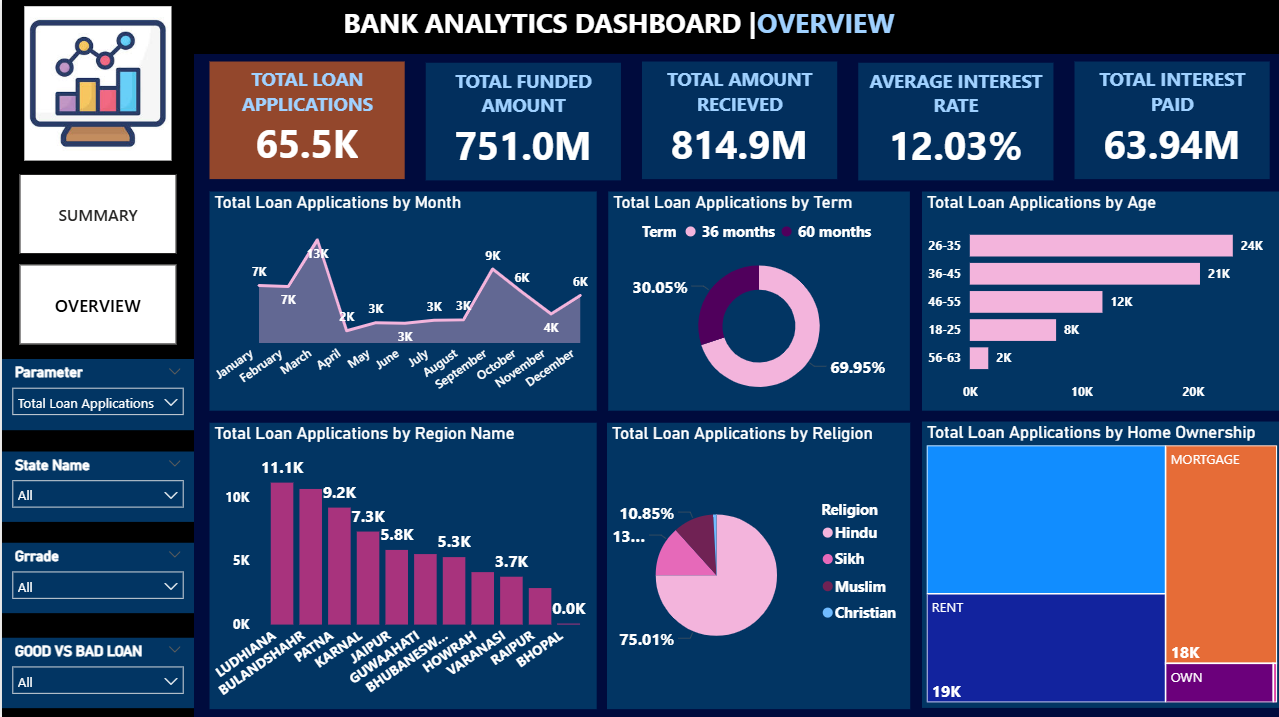 BANK ANALYTICS DASHBOARD |OVERVIEW
TOTAL LOAN
APPLICATIONS
65.5K
TOTAL FUNDED
AMOUNT
751.0M
TOTAL AMOUNT
RECIEVED
814.9M
AVERAGE INTEREST
RATE
12.03%
TOTAL INTEREST
PAID
63.94M
SUMMARY
OVERVIEW
Parameter
Total Loan Applications
State Name
All
Grrade
All
GOOD VS BAD LOAN
All
Total Loan Applications by Month
7K
7K
13K
2K
3K
3K
3K
3K
9K
6K
4K
6K
January
February
March
April
May
June
July
August
September
October
November
December
Total Loan Applications by Term
Term 36 months 60 months
30.05%
69.95%
Total Loan Applications by Age
26-35 24K
36-45 21K
46-55 12K
18-25 8K
56-63 2K
0K 10K 20K
Total Loan Applications by Region Name
10K
5K
0K
11.1K
9.2K
7.3K
5.8K
5.3K
3.7K
0.0K
LUDHIANA
BULANDSHAHR
PATNA
KARNAL
JAIPUR
GUWAAHATI
BHUBANESW...
HOWRAH
VARANASI
RAIPUR
BHOPAL
Total Loan Applications by Religion
10.85%
13...
75.01%
Religion
Hindu
Sikh
Muslim
Christian
Total Loan Applications by Home Ownership
MORTGAGE
18K
RENT
19K
OWN